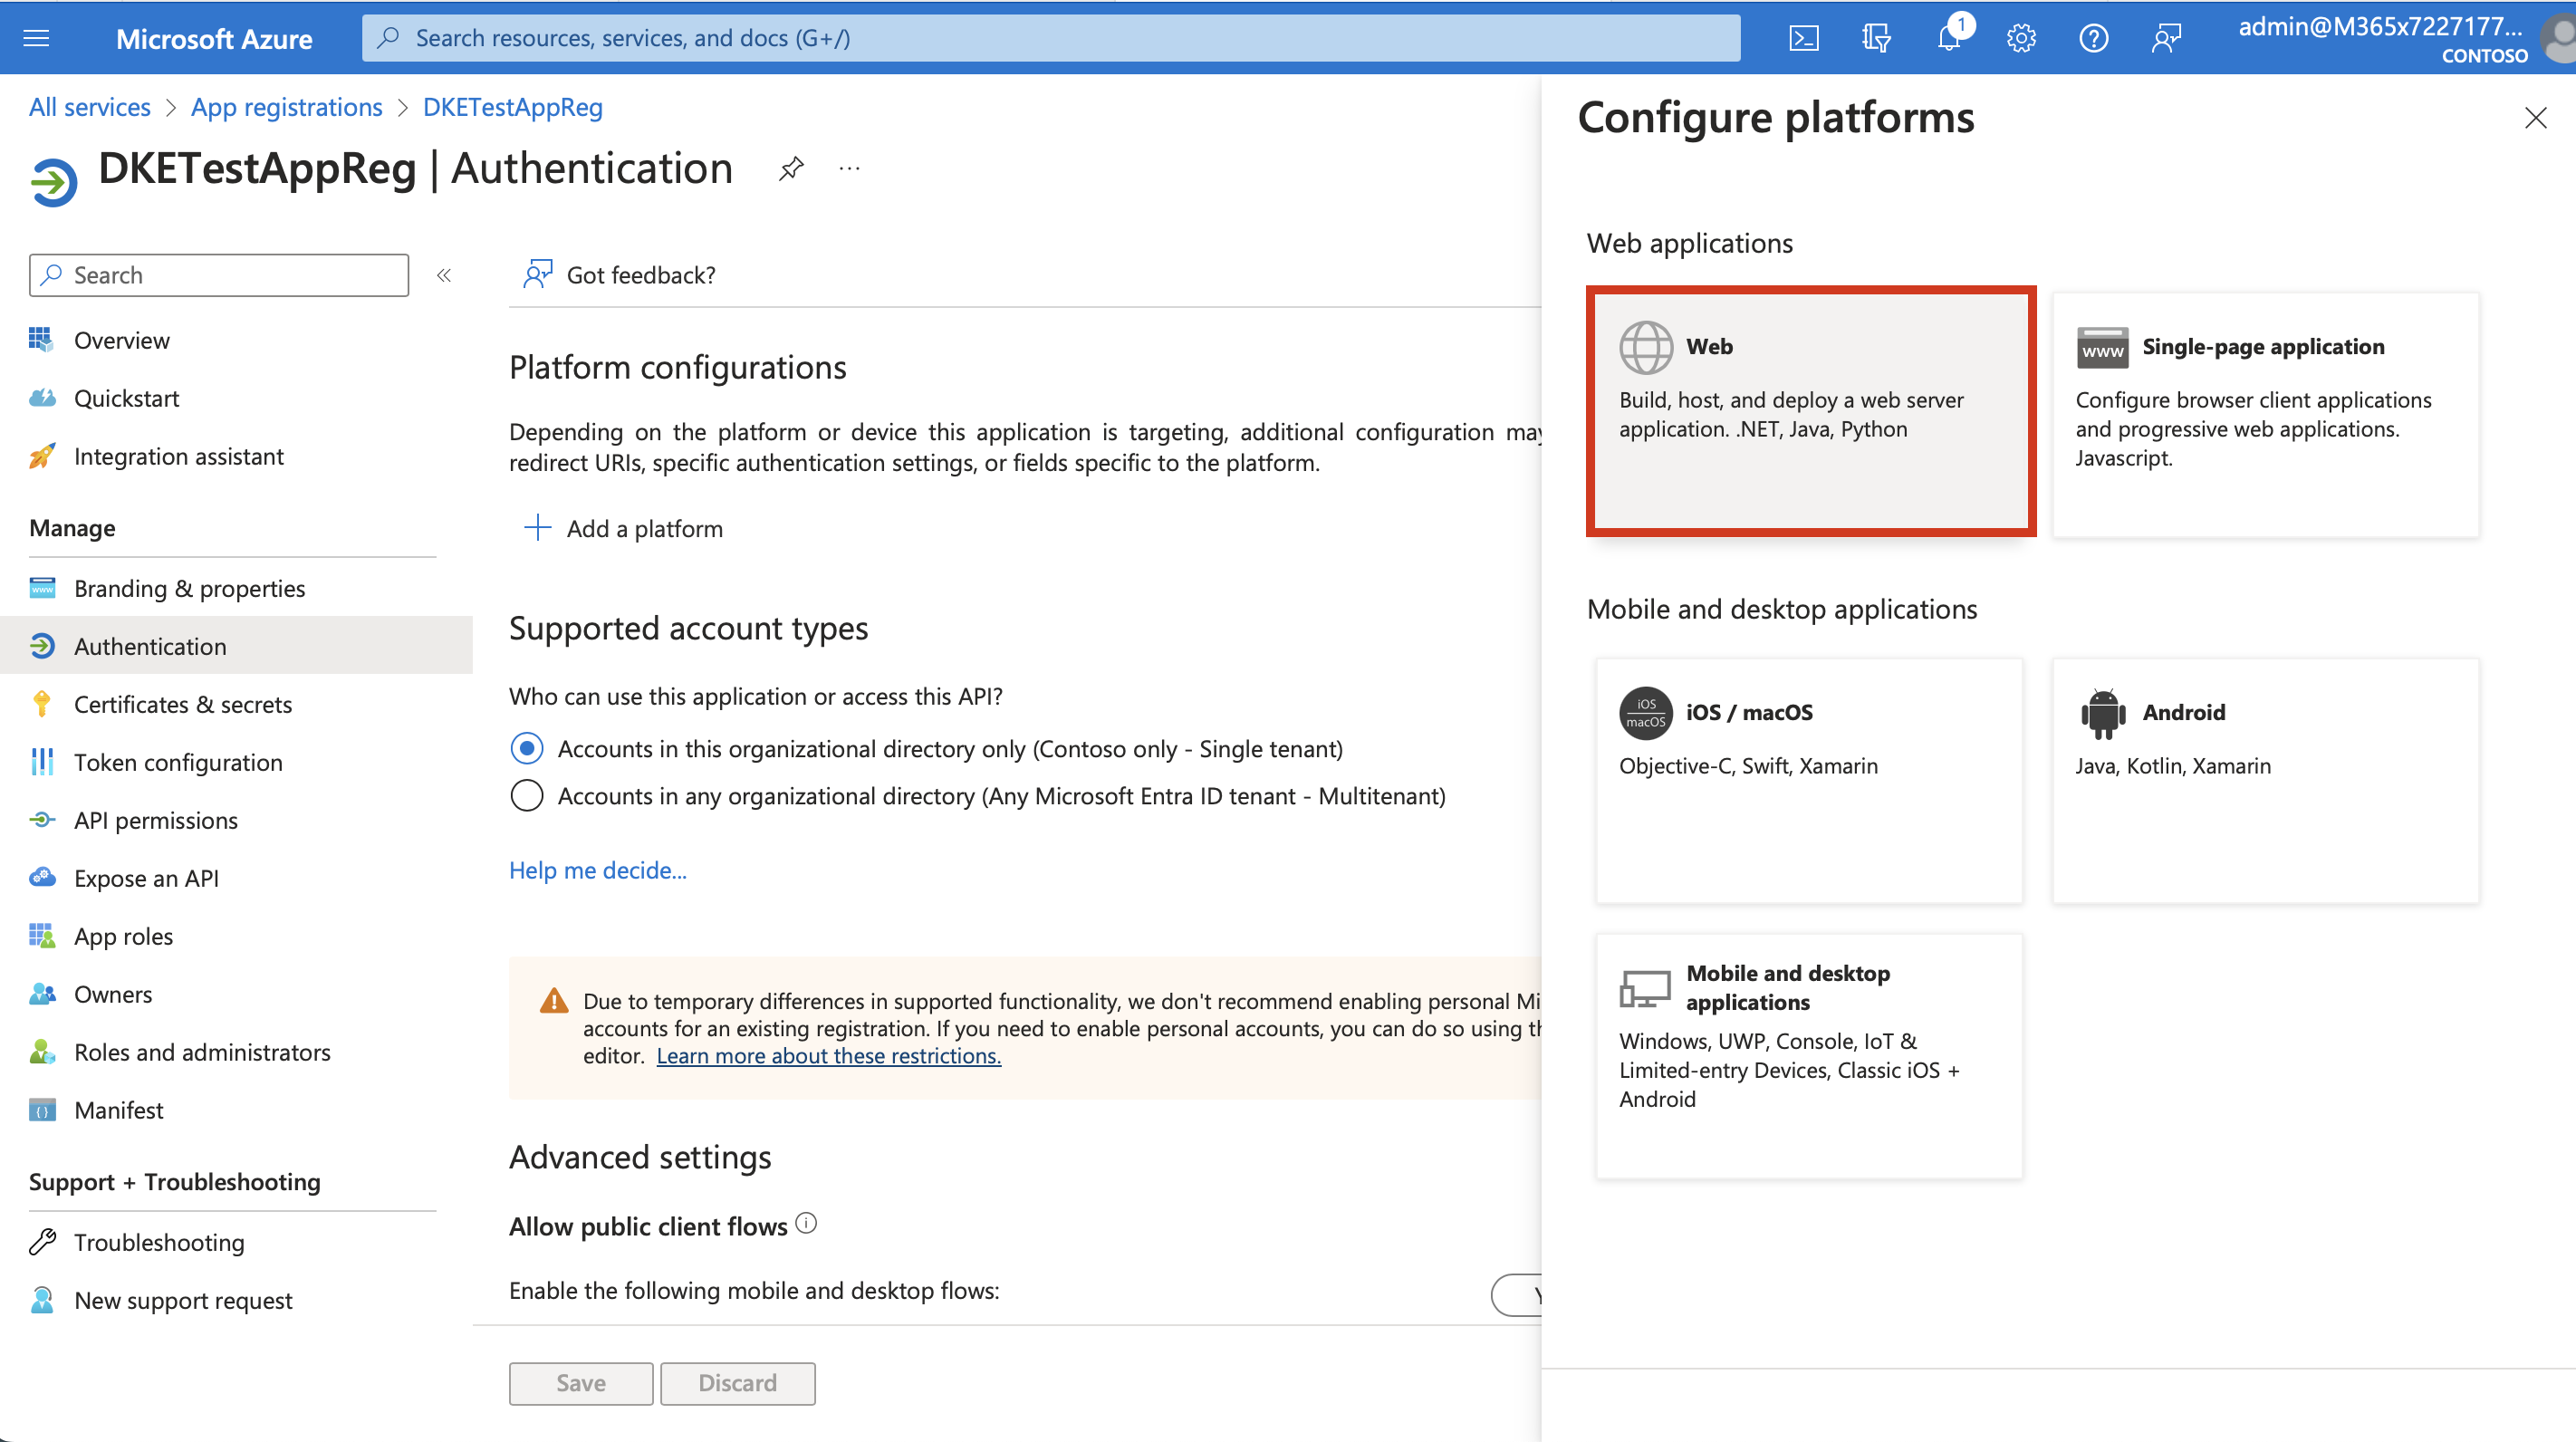 Microsoft Azure
Search resources, services, and docs (G+/)
1
admin@M365x7227177...
CONTOSO
All services > App registrations > DKETestAppReg
DKETestAppReg | Authentication
...
Search
«
Overview
Quickstart
Integration assistant
Manage
Branding & properties
Authentication
Certificates & secrets
Token configuration
API permissions
Expose an API
App roles
Owners
Roles and administrators
Manifest
Support + Troubleshooting
Troubleshooting
New support request
Got feedback?
Platform configurations
Depending on the platform or device this application is targeting, additional configuration may
redirect URIs, specific authentication settings, or fields specific to the platform.
Add a platform
Supported account types
Who can use this application or access this API?
Accounts in this organizational directory only (Contoso only - Single tenant)
Accounts in any organizational directory (Any Microsoft Entra ID tenant - Multitenant)
Help me decide...
Due to temporary differences in supported functionality, we don't recommend enabling personal Mi
accounts for an existing registration. If you need to enable personal accounts, you can do so using th
editor. Learn more about these restrictions.
Advanced settings
Allow public client flows
Enable the following mobile and desktop flows:
Save
Discard
Configure platforms
Web applications
Web
Build, host, and deploy a web server
application. .NET, Java, Python
www
Single-page application
Configure browser client applications
and progressive web applications.
Javascript.
Mobile and desktop applications
iOS
macOS
iOS / macOS
Objective-C, Swift, Xamarin
Android
Java, Kotlin, Xamarin
Mobile and desktop
applications
Windows, UWP, Console, IoT &
Limited-entry Devices, Classic iOS +
Android